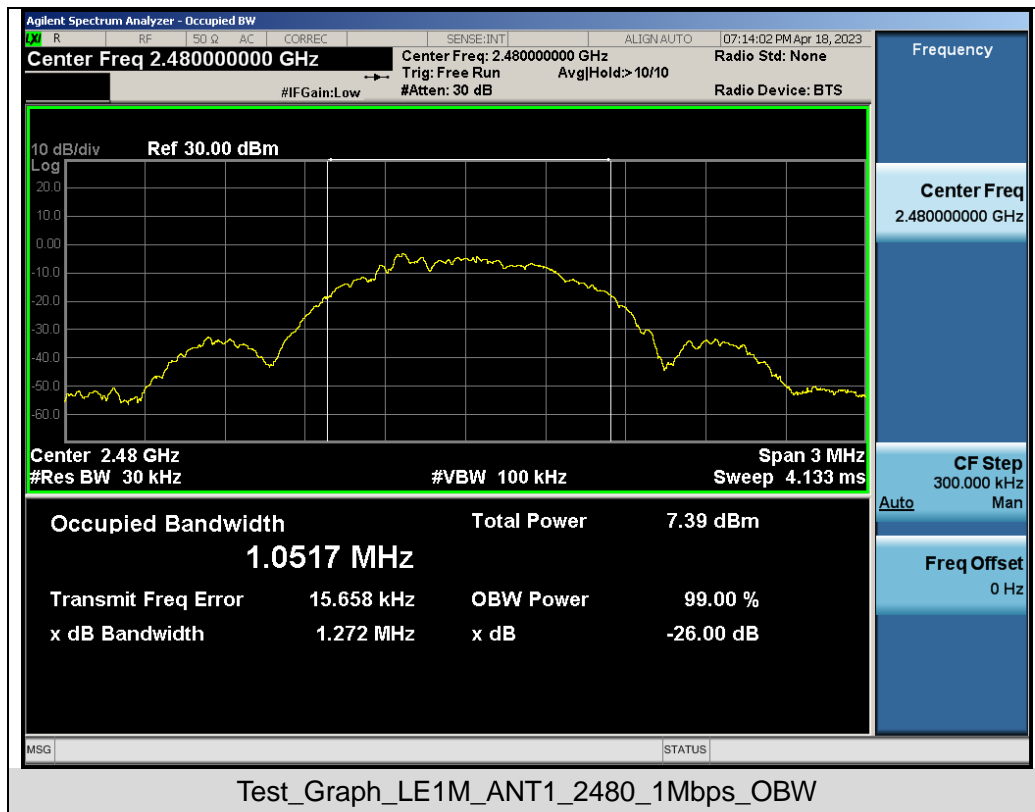 Agilent Spectrum Analyzer - Occupied BW
LXI R RF 50 Ω AC CORREC SENSE:INT ALIGN AUTO 07:14:02 PM Apr 18, 2023
Center Freq 2.480000000 GHz
Center Freq: 2.480000000 GHz Radio Std: None
Trig: Free Run Avg|Hold:> 10/10
#IFGain:Low #Atten: 30 dB Radio Device: BTS
10 dB/div Ref 30.00 dBm
Log
20.0
10.0
0.00
-10.0
-20.0
-30.0
-40.0
-50.0
-60.0
Center 2.48 GHz Span 3 MHz
#Res BW 30 kHz #VBW 100 kHz Sweep 4.133 ms
Occupied Bandwidth Total Power 7.39 dBm
1.0517 MHz
Transmit Freq Error 15.658 kHz OBW Power 99.00 %
x dB Bandwidth 1.272 MHz x dB -26.00 dB
MSG STATUS
Frequency
Center Freq
2.480000000 GHz
CF Step
300.000 kHz
Auto Man
Freq Offset
0 Hz
Test_Graph_LE1M_ANT1_2480_1Mbps_OBW